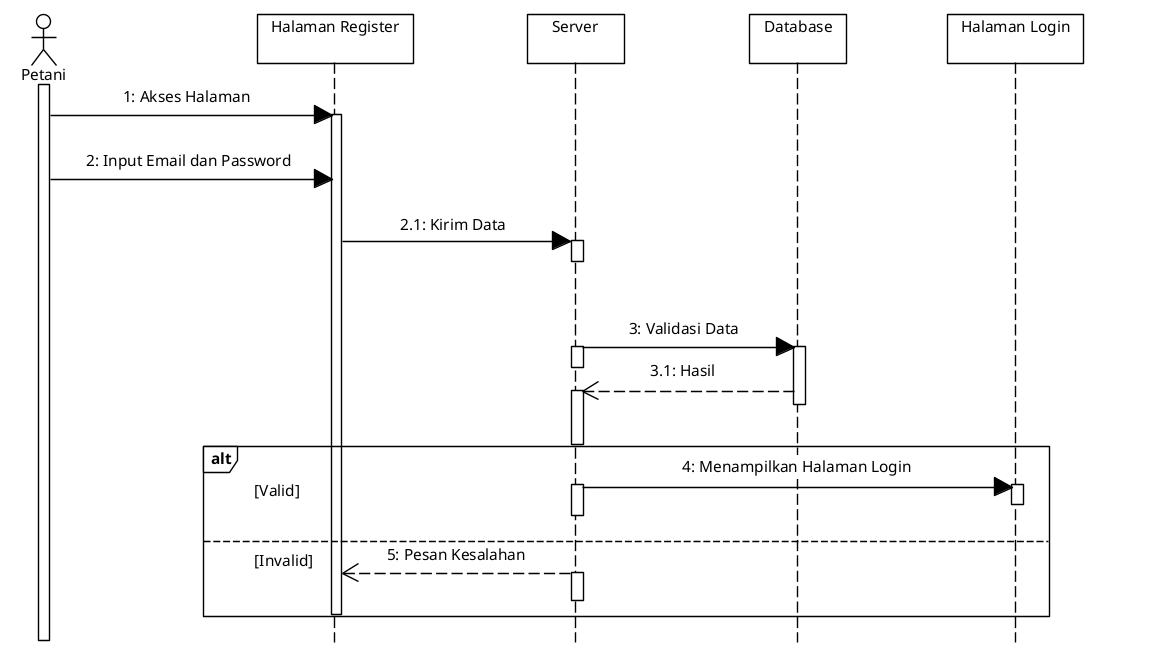 Petani
Halaman Register
Server
Database
Halaman Login
1: Akses Halaman
2: Input Email dan Password
2.1: Kirim Data
3: Validasi Data
3.1: Hasil
alt
4: Menampilkan Halaman Login
[Valid]
5: Pesan Kesalahan
[Invalid]